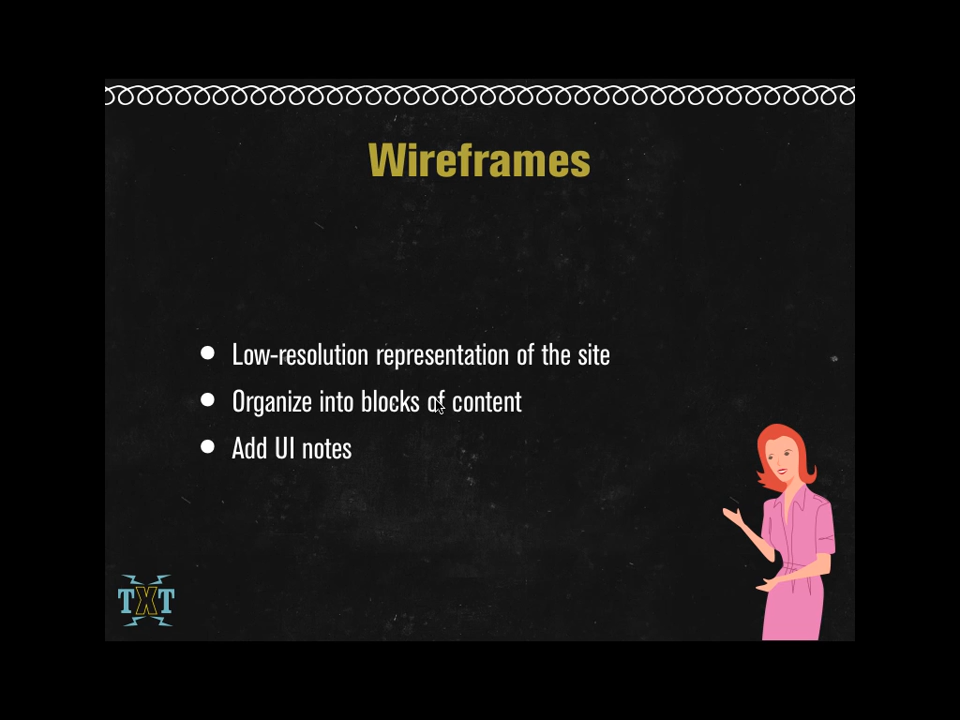 Wireframes
Low-resolution representation of the site
Organize into blocks of content
Add UI notes
TXT